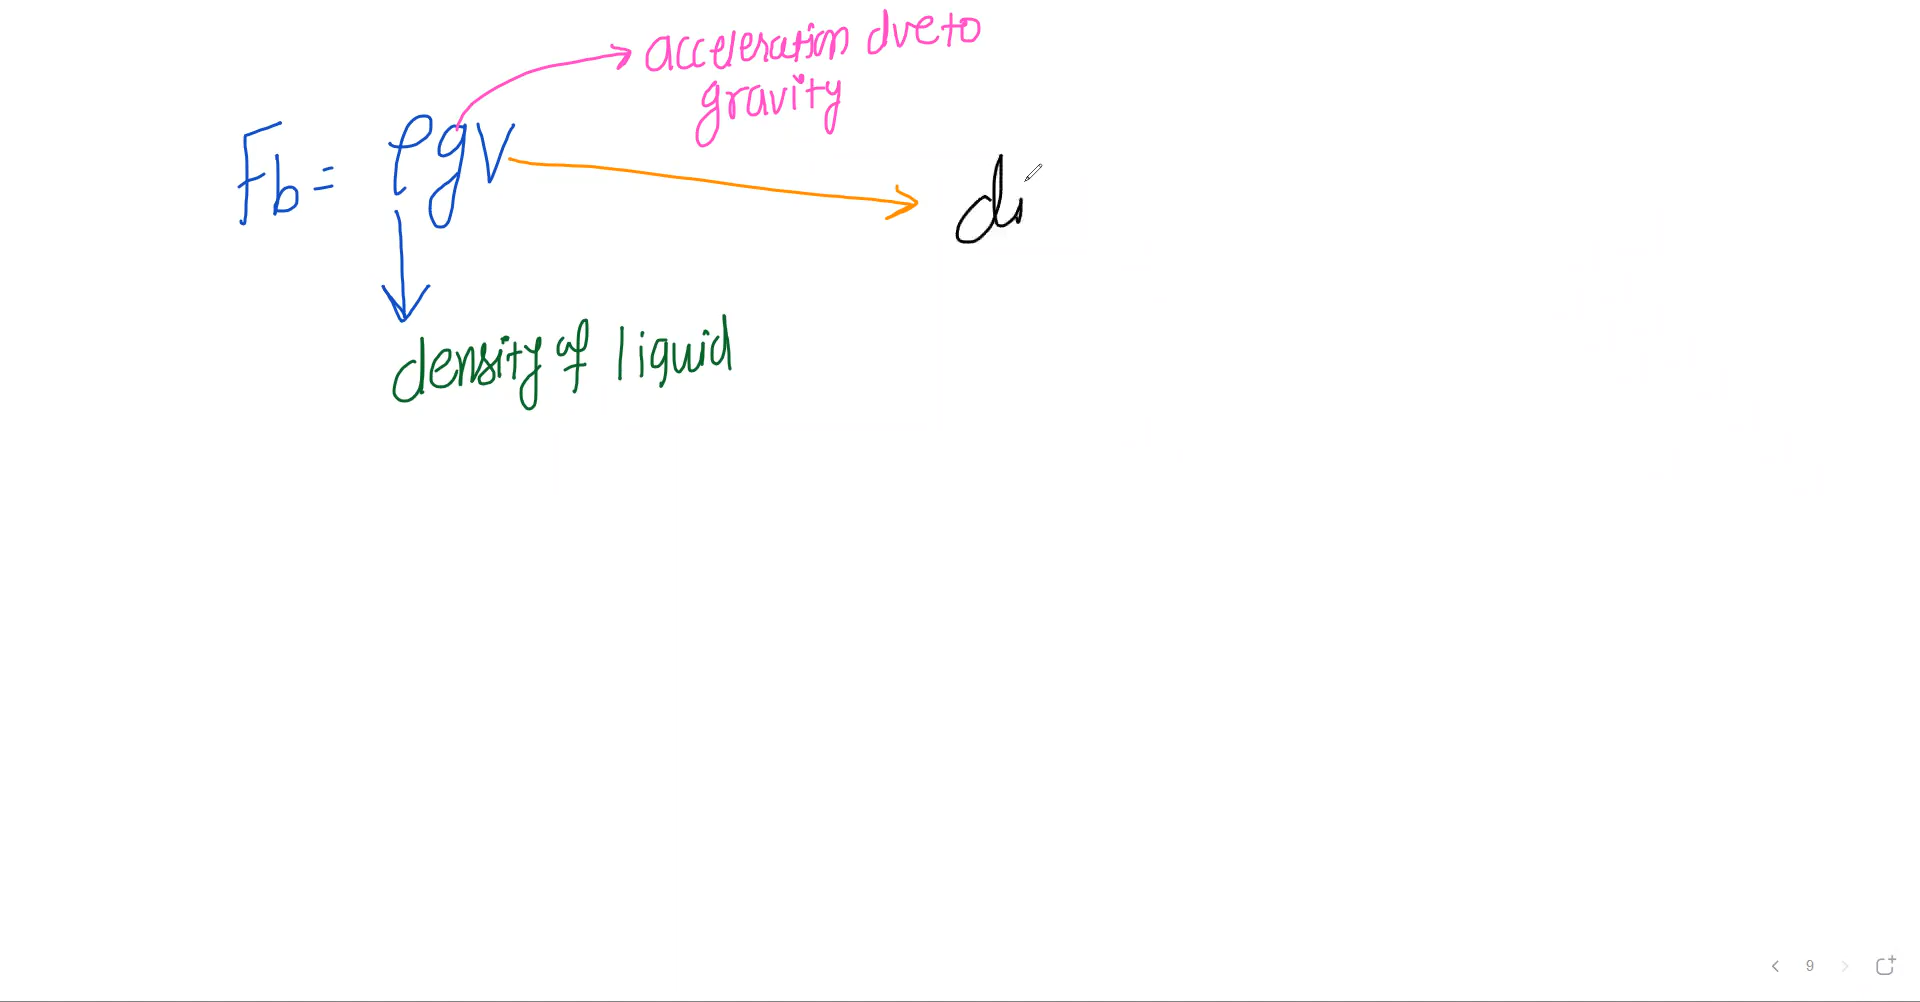 acceleration due to
gravity
Fb = ρgv
di
density of liquid
9